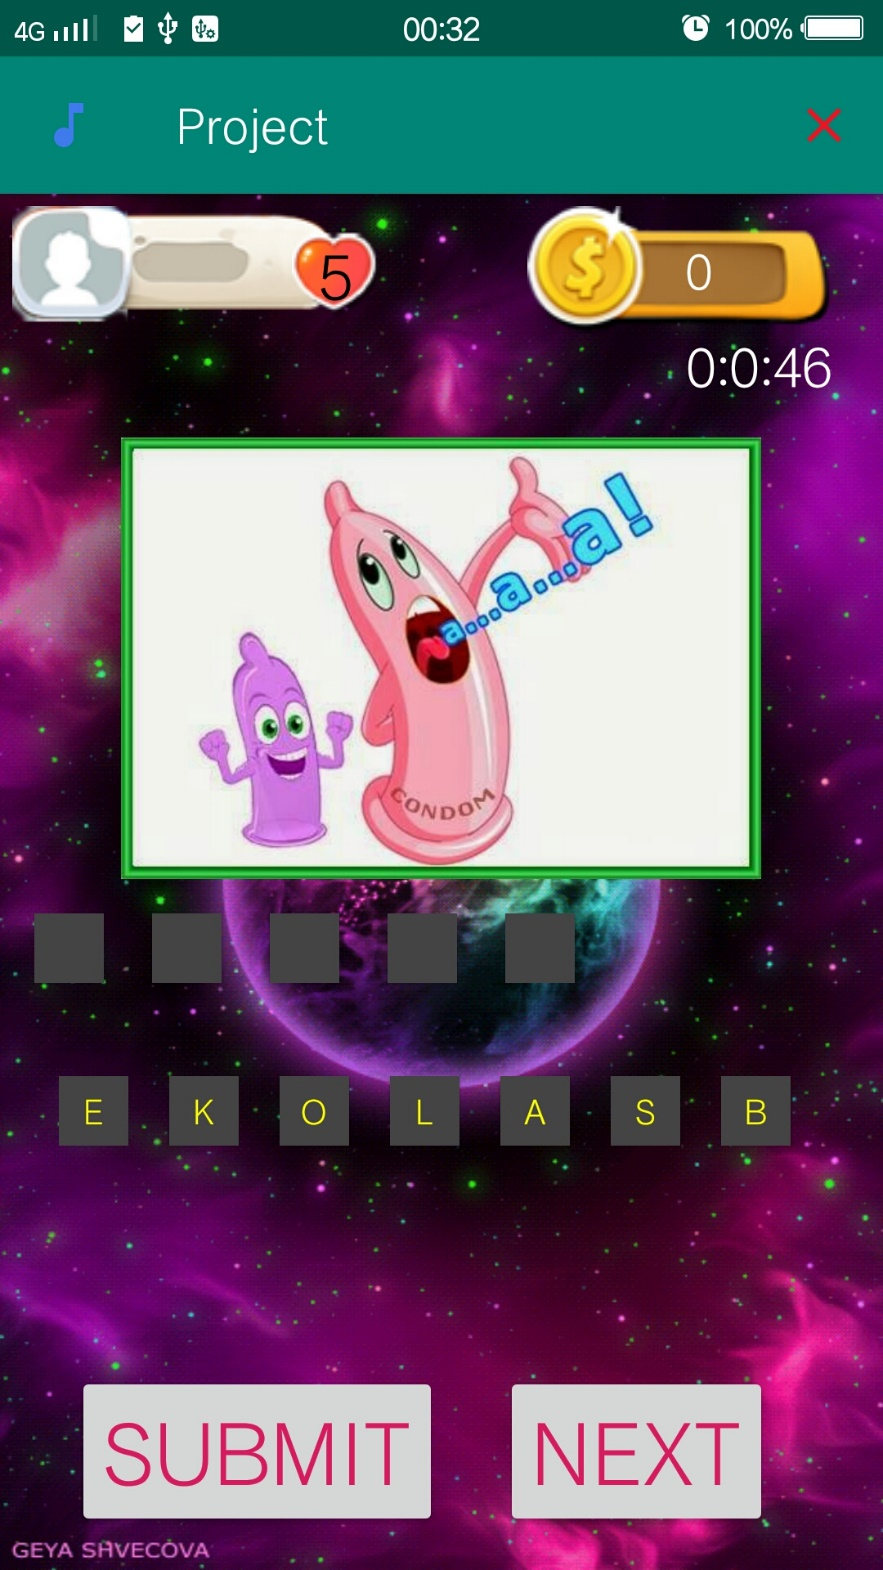 4G 00:32 100%
Project
5 0
0:0:46
a...a...a!
CONDOM
E K O L A S B
SUBMIT NEXT
GEYA SHVECOVA